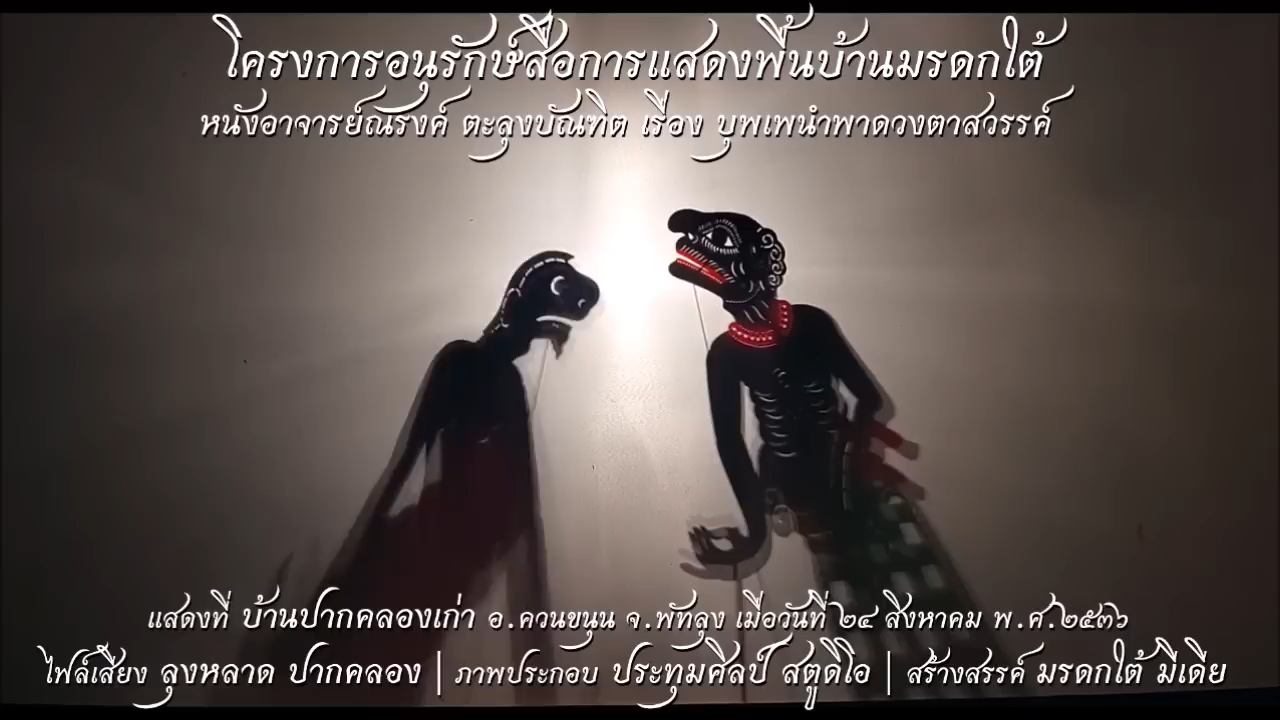 โครงการอนุรักษ์สื่อการแสดงพื้นบ้านมรดกใต้
หนังอาจารย์ณรงค์ ตะลุงบัณฑิต เรื่อง บุพเพนำพาดวงตาสวรรค์
แสดงที่ บ้านปากคลองเก่า อ.ควนขนุน จ.พัทลุง เมื่อวันที่ ๒๔ สิงหาคม พ.ศ.๒๕๓๖
ไฟล์เสียง ลุงหลาด ปากคลอง | ภาพประกอบ ประทุมศิลป์ สตูดิโอ | สร้างสรรค์ มรดกใต้ มีเดีย